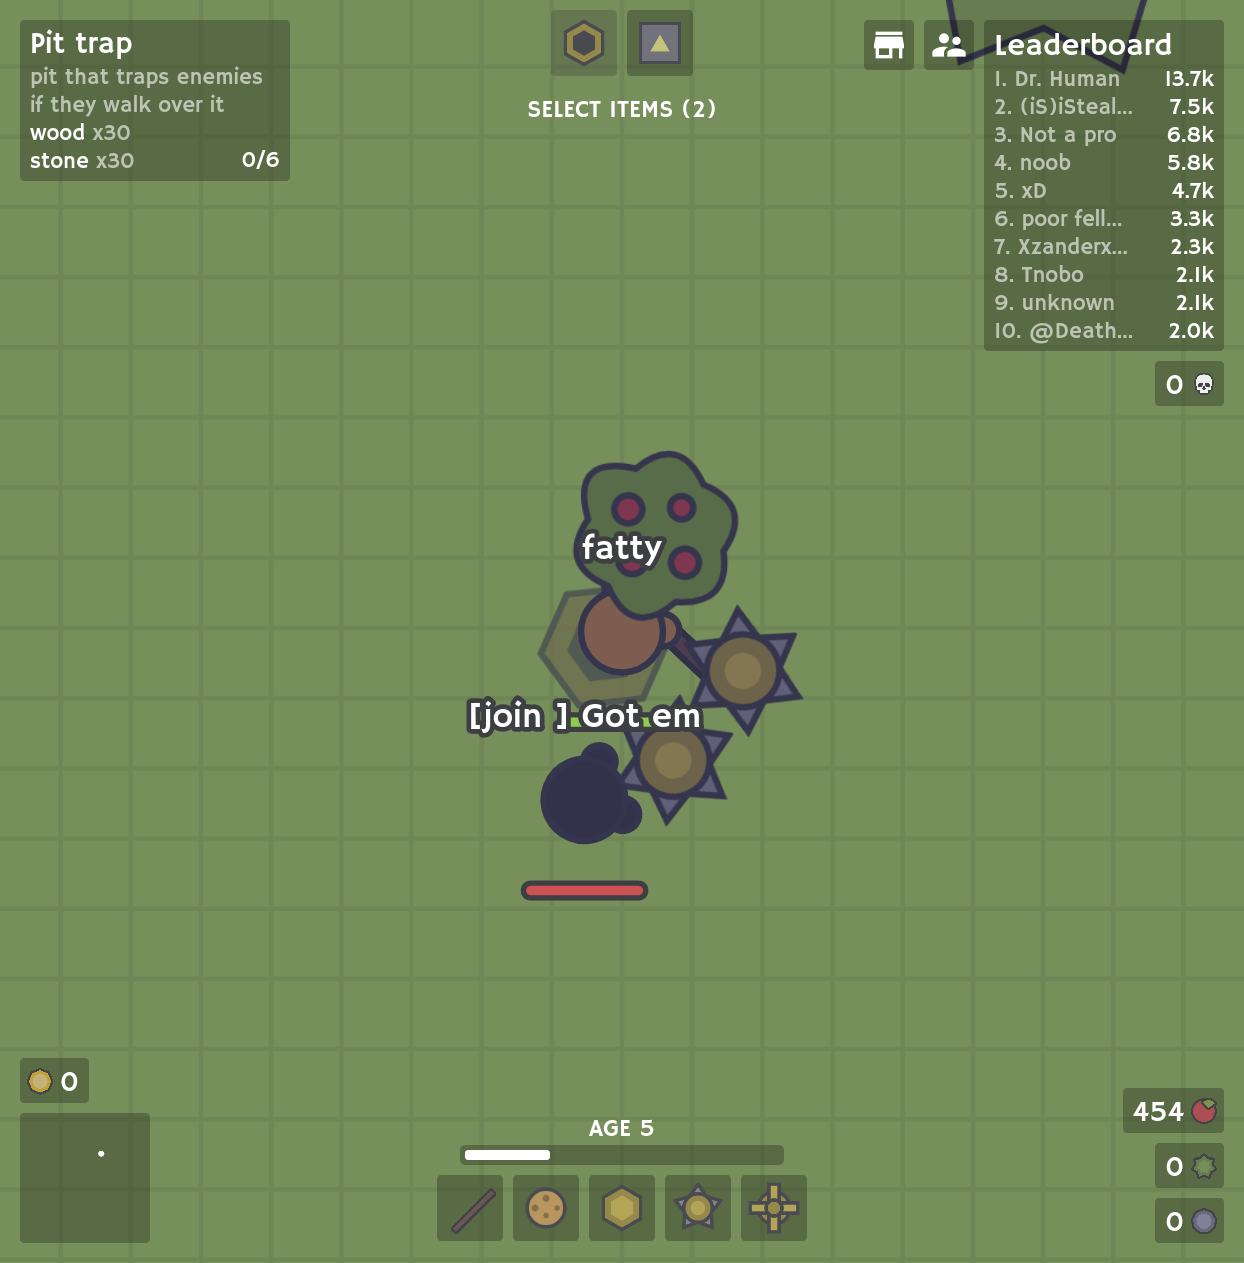 Pit trap
pit that traps enemies
if they walk over it
wood x30
stone x30 0/6
SELECT ITEMS (2)
Leaderboard
1. Dr. Human 13.7k
2. (iS)iSteal... 7.5k
3. Not a pro 6.8k
4. noob 5.8k
5. xD 4.7k
6. poor fell... 3.3k
7. Xzanderx... 2.3k
8. Tnobo 2.1k
9. unknown 2.1k
10. @Death... 2.0k
0
fatty
[join ] Got em
0
AGE 5
454
0
0